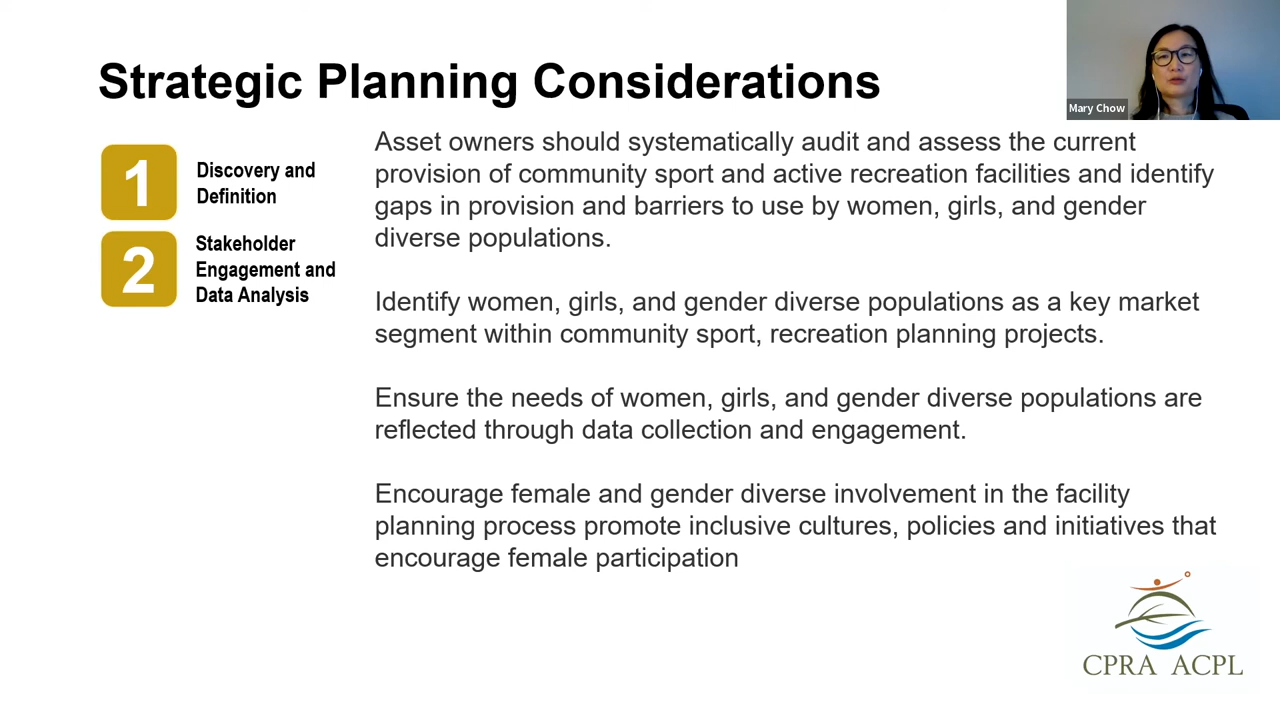 Strategic Planning Considerations
Mary Chow
1
Discovery and
Definition
2
Stakeholder
Engagement and
Data Analysis
Asset owners should systematically audit and assess the current
provision of community sport and active recreation facilities and identify
gaps in provision and barriers to use by women, girls, and gender
diverse populations.
Identify women, girls, and gender diverse populations as a key market
segment within community sport, recreation planning projects.
Ensure the needs of women, girls, and gender diverse populations are
reflected through data collection and engagement.
Encourage female and gender diverse involvement in the facility
planning process promote inclusive cultures, policies and initiatives that
encourage female participation
CPRA ACPL